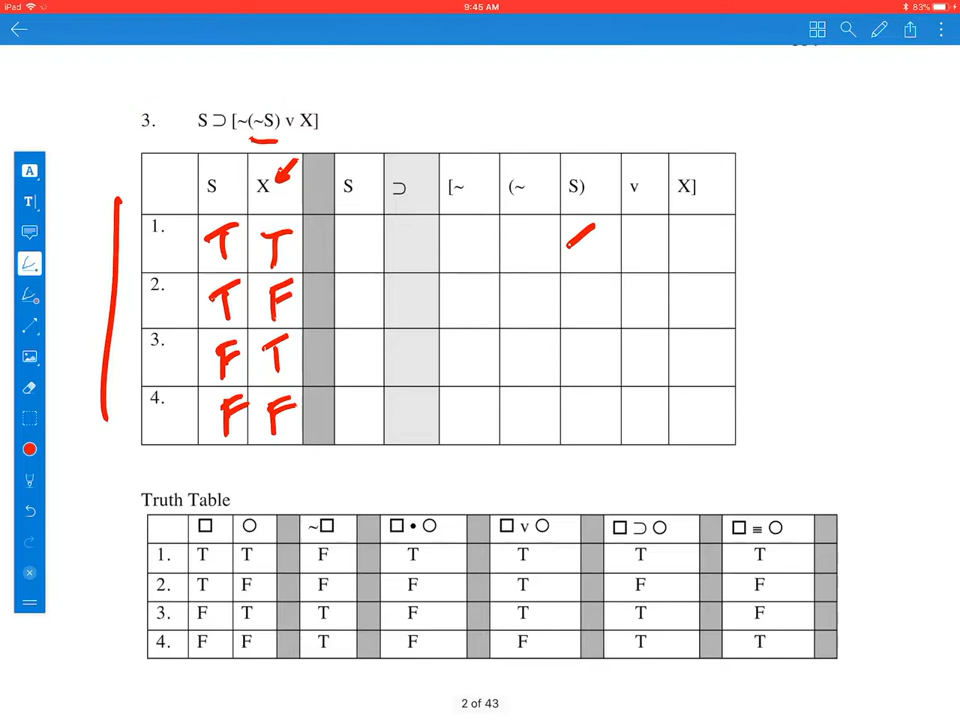 iPad 9:45 AM 83%
3. S ⊃ [~(~S) v X]
S X S ⊃ [~ (~ S) v X]
1. T T
2. T F
3. F T
4. F F
Truth Table
□ ○ ~□ □ • ○ □ v ○ □ ⊃ ○ □ ≡ ○
1. T T F T T T T
2. T F F F T F F
3. F T T F T T F
4. F F T F F T T
2 of 43